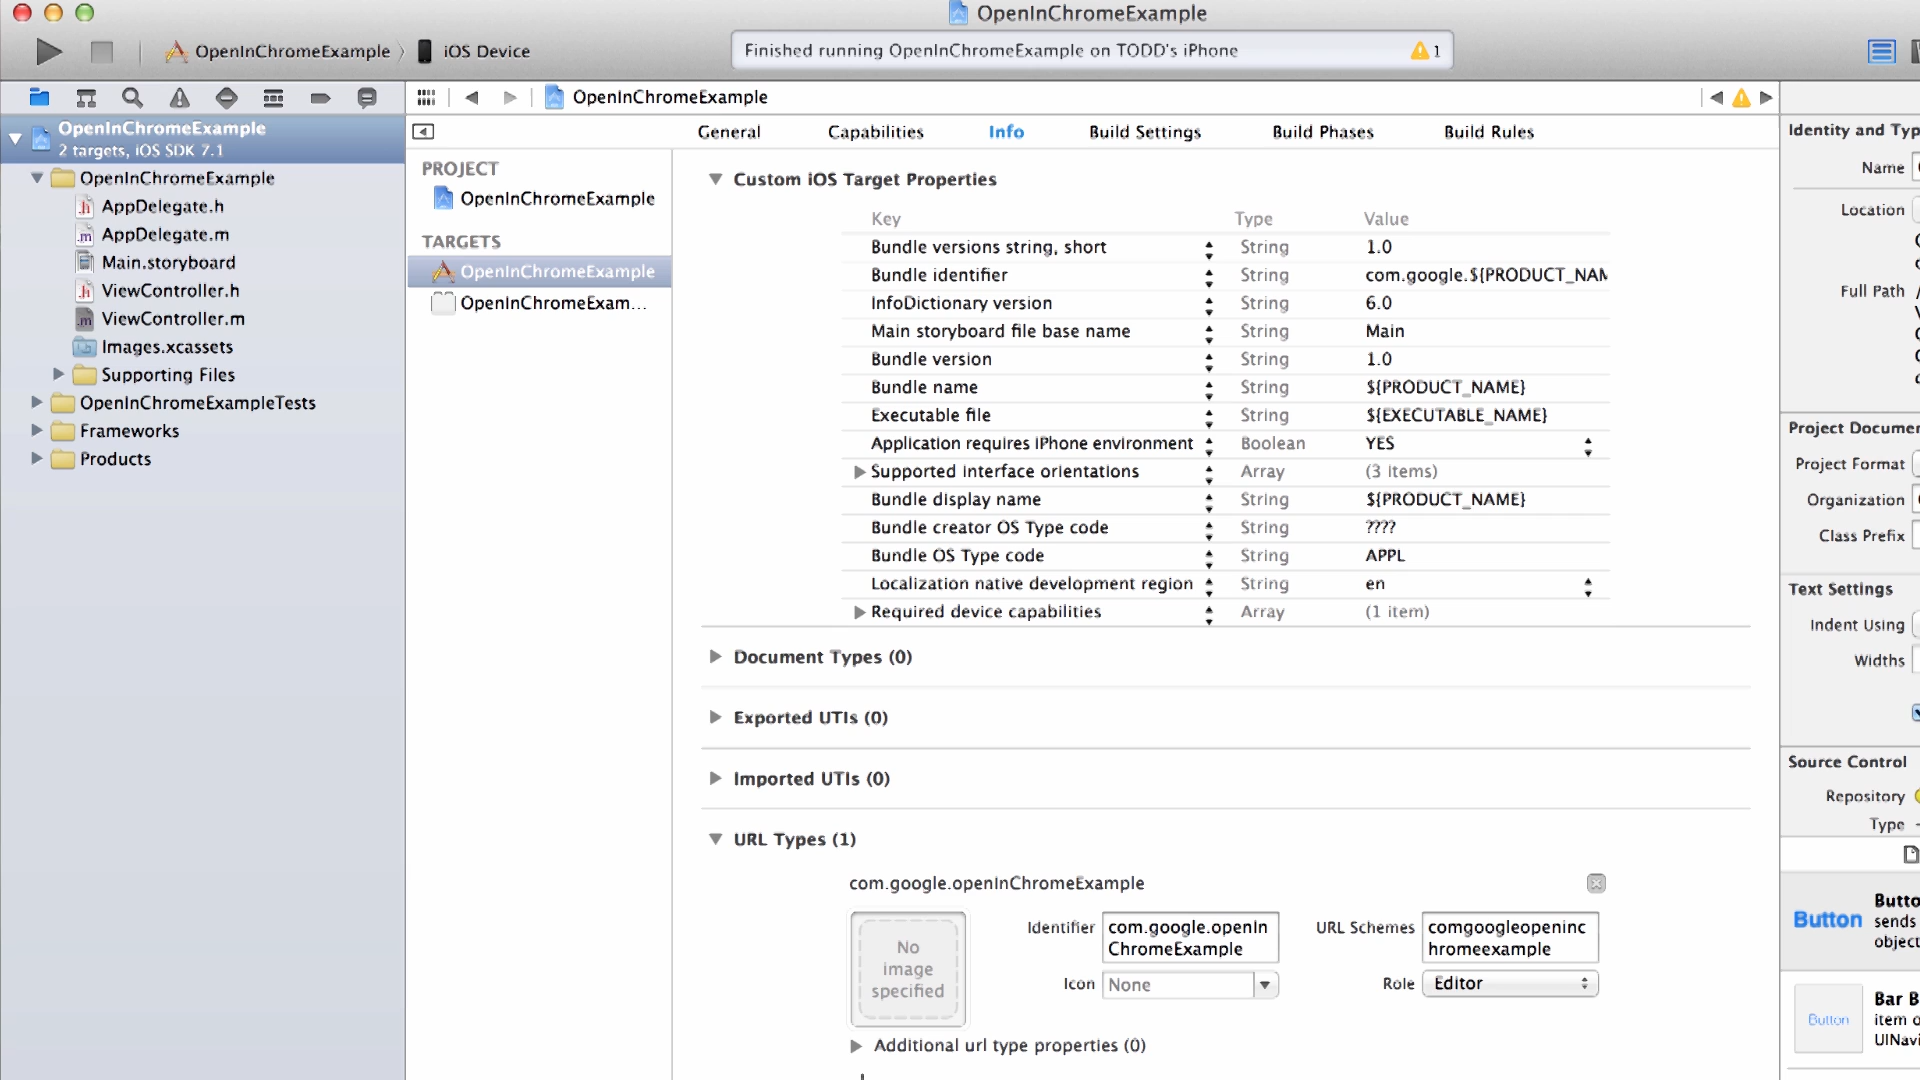 OpenInChromeExample
OpenInChromeExample
iOS Device
Finished running OpenInChromeExample on TODD's iPhone
1
OpenInChromeExample
OpenInChromeExample
2 targets, iOS SDK 7.1
OpenInChromeExample
AppDelegate.h
AppDelegate.m
Main.storyboard
ViewController.h
ViewController.m
Images.xcassets
Supporting Files
OpenInChromeExampleTests
Frameworks
Products
General Capabilities Info Build Settings Build Phases Build Rules
PROJECT
OpenInChromeExample
TARGETS
OpenInChromeExample
OpenInChromeExam...
Custom iOS Target Properties
Key Type Value
Bundle versions string, short String 1.0
Bundle identifier String com.google.${PRODUCT_NAM
InfoDictionary version String 6.0
Main storyboard file base name String Main
Bundle version String 1.0
Bundle name String ${PRODUCT_NAME}
Executable file String ${EXECUTABLE_NAME}
Application requires iPhone environment Boolean YES
Supported interface orientations Array (3 items)
Bundle display name String ${PRODUCT_NAME}
Bundle creator OS Type code String ????
Bundle OS Type code String APPL
Localization native development region String en
Required device capabilities Array (1 item)
Document Types (0)
Exported UTIs (0)
Imported UTIs (0)
URL Types (1)
com.google.openInChromeExample
No
image
specified
Identifier
com.google.openIn
ChromeExample
URL Schemes
comgoogleopeninc
hromeexample
Icon None
Role Editor
Additional url type properties (0)
Identity and Typ
Name
Location
Full Path /
Project Documen
Project Format
Organization
Class Prefix
Text Settings
Indent Using
Widths
Source Control
Repository
Type
Button
Butto
sends
object
Button
Bar B
item o
UINavi